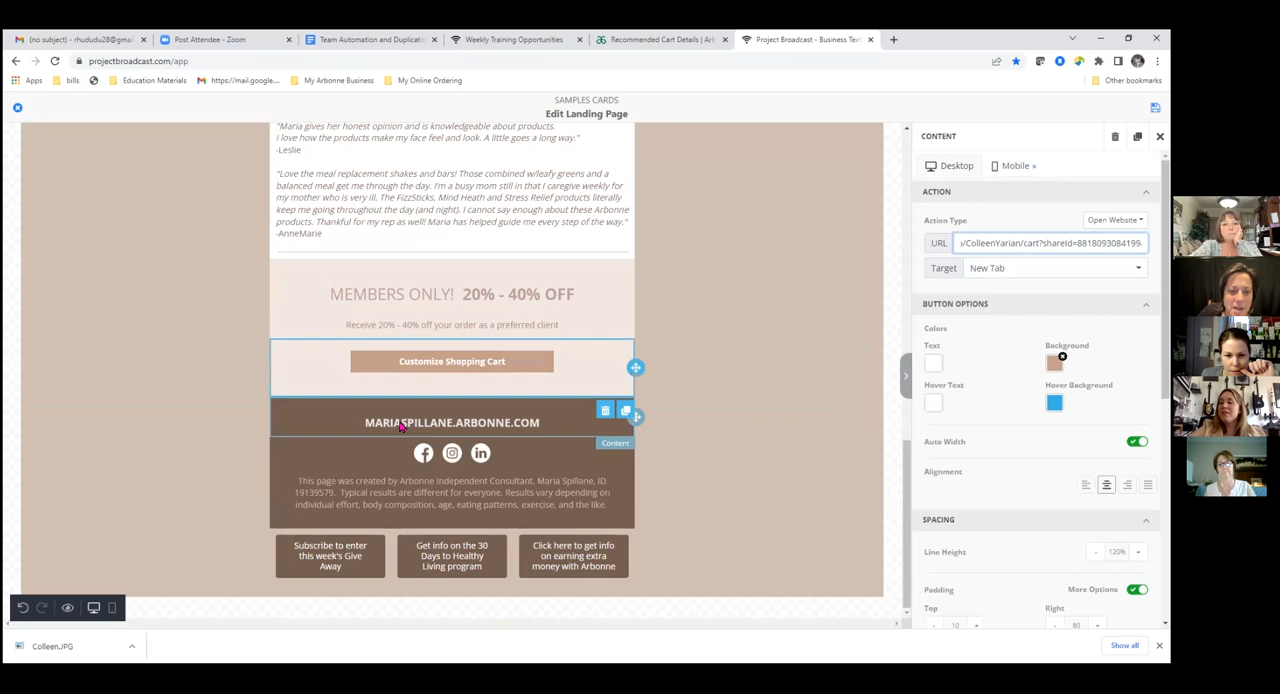 (no subject) - rhududu28@gmai
Post Attendee - Zoom
Team Automation and Duplicati
Weekly Training Opportunities
Recommended Cart Details | Arb
Project Broadcast - Business Tex
projectbroadcast.com/app
Apps
bills
Education Materials
https://mail.google....
My Arbonne Business
My Online Ordering
Other bookmarks
SAMPLES CARDS
Edit Landing Page
"Maria gives her honest opinion and is knowledgeable about products.
I love how the products make my face feel and look. A little goes a long way."
-Leslie
"Love the meal replacement shakes and bars! Those combined w/leafy greens and a
balanced meal get me through the day. I'm a busy mom still in that I caregive weekly for
my mother who is very ill. The FizzSticks, Mind Heath and Stress Relief products literally
keep me going throughout the day (and night). I cannot say enough about these Arbonne
products. Thankful for my rep as well! Maria has helped guide me every step of the way."
-AnneMarie
MEMBERS ONLY! 20% - 40% OFF
Receive 20% - 40% off your order as a preferred client
Customize Shopping Cart
MARIASPILLANE.ARBONNE.COM
Content
This page was created by Arbonne Independent Consultant, Maria Spillane, ID
19139579. Typical results are different for everyone. Results vary depending on
individual effort, body composition, age, eating patterns, exercise, and the like.
Subscribe to enter
this week's Give
Away
Get info on the 30
Days to Healthy
Living program
Click here to get info
on earning extra
money with Arbonne
CONTENT
Desktop
Mobile
ACTION
Action Type
Open Website
URL
/ColleenYarian/cart?shareId=8818093084199
Target
New Tab
BUTTON OPTIONS
Colors
Text
Background
Hover Text
Hover Background
Auto Width
Alignment
SPACING
Line Height
- 120% +
Padding
More Options
Top
Right
- 10 +
- 80 +
Colleen.JPG
Show all